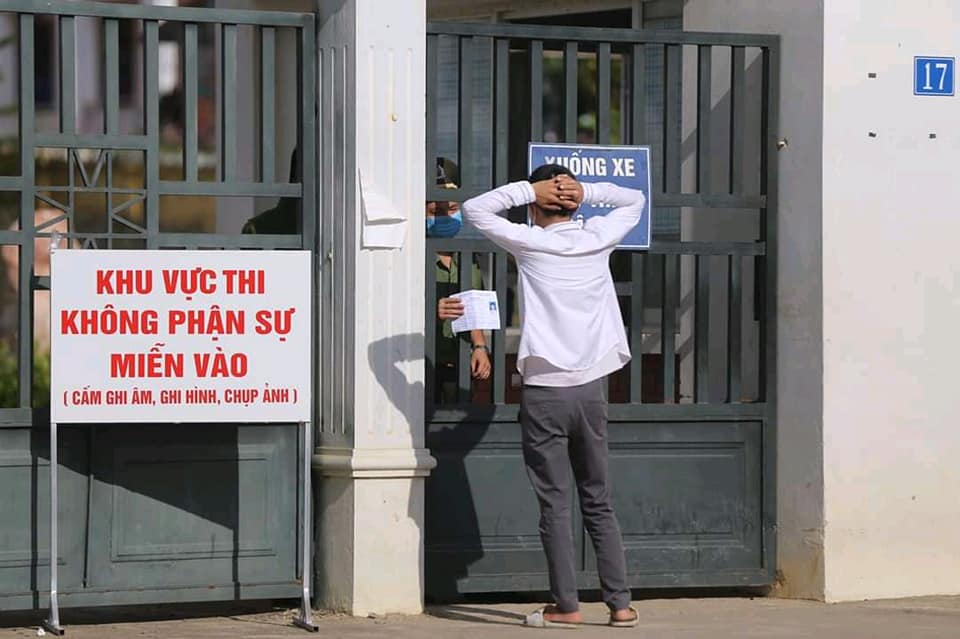 KHU VỰC THI
KHÔNG PHẬN SỰ
MIỄN VÀO
( CẤM GHI ÂM, GHI HÌNH, CHỤP ẢNH )
XUỐNG XE
17